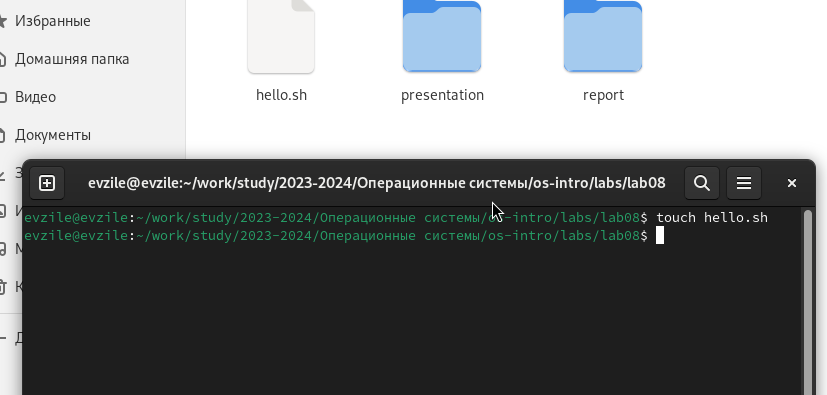 Избранные
Домашняя папка
Видео
Документы
hello.sh presentation report
evzile@evzile:~/work/study/2023-2024/Операционные системы/os-intro/labs/lab08
evzile@evzile:~/work/study/2023-2024/Операционные системы/os-intro/labs/lab08$ touch hello.sh
evzile@evzile:~/work/study/2023-2024/Операционные системы/os-intro/labs/lab08$